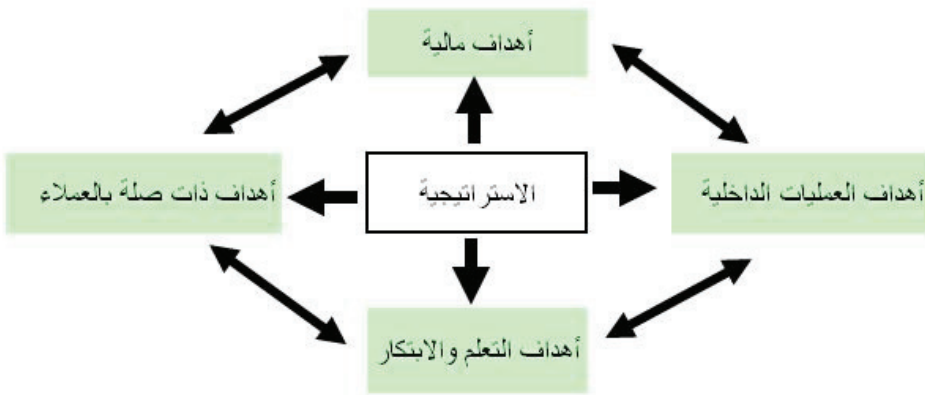 أهداف مالية
أهداف العمليات الداخلية
الاستراتيجية
أهداف ذات صلة بالعملاء
أهداف التعلم والابتكار